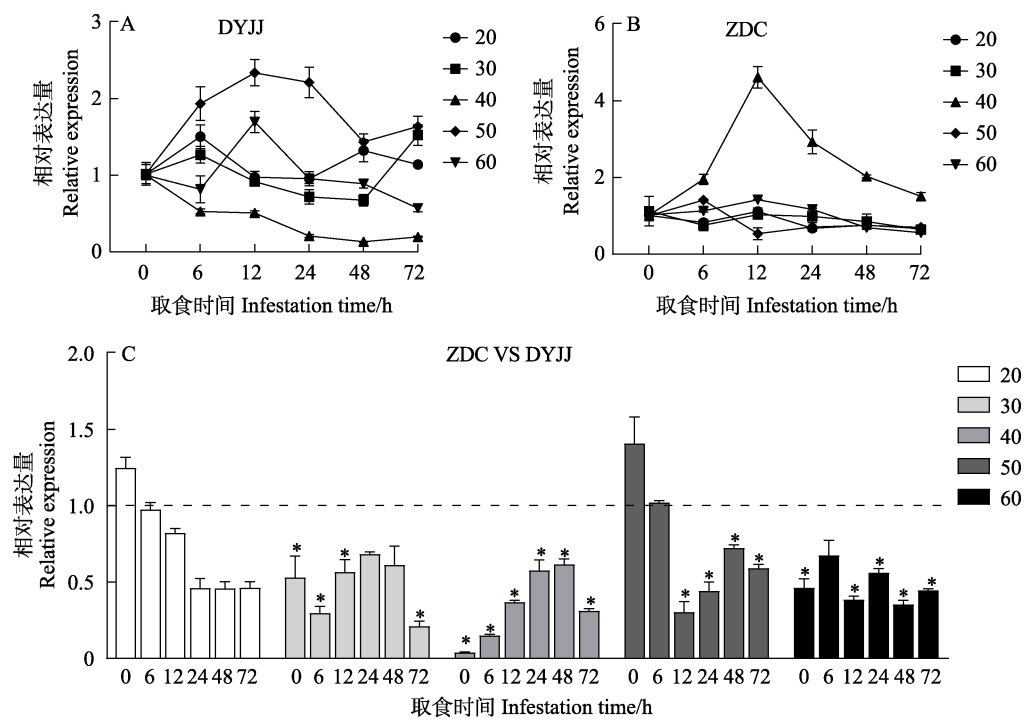 A
DYJJ
相对表达量
Relative expression
3
2
1
0
0 6 12 24 48 72
取食时间 Infestation time/h
20
30
40
50
60
B
ZDC
相对表达量
Relative expression
6
4
2
0
0 6 12 24 48 72
取食时间 Infestation time/h
20
30
40
50
60
C
ZDC VS DYJJ
相对表达量
Relative expression
2.0
1.5
1.0
0.5
0
* * * *
* * * * * *
* * * *
* * * * *
0 6 12 24 48 72 0 6 12 24 48 72 0 6 12 24 48 72 0 6 12 24 48 72 0 6 12 24 48 72
取食时间 Infestation time/h
20
30
40
50
60